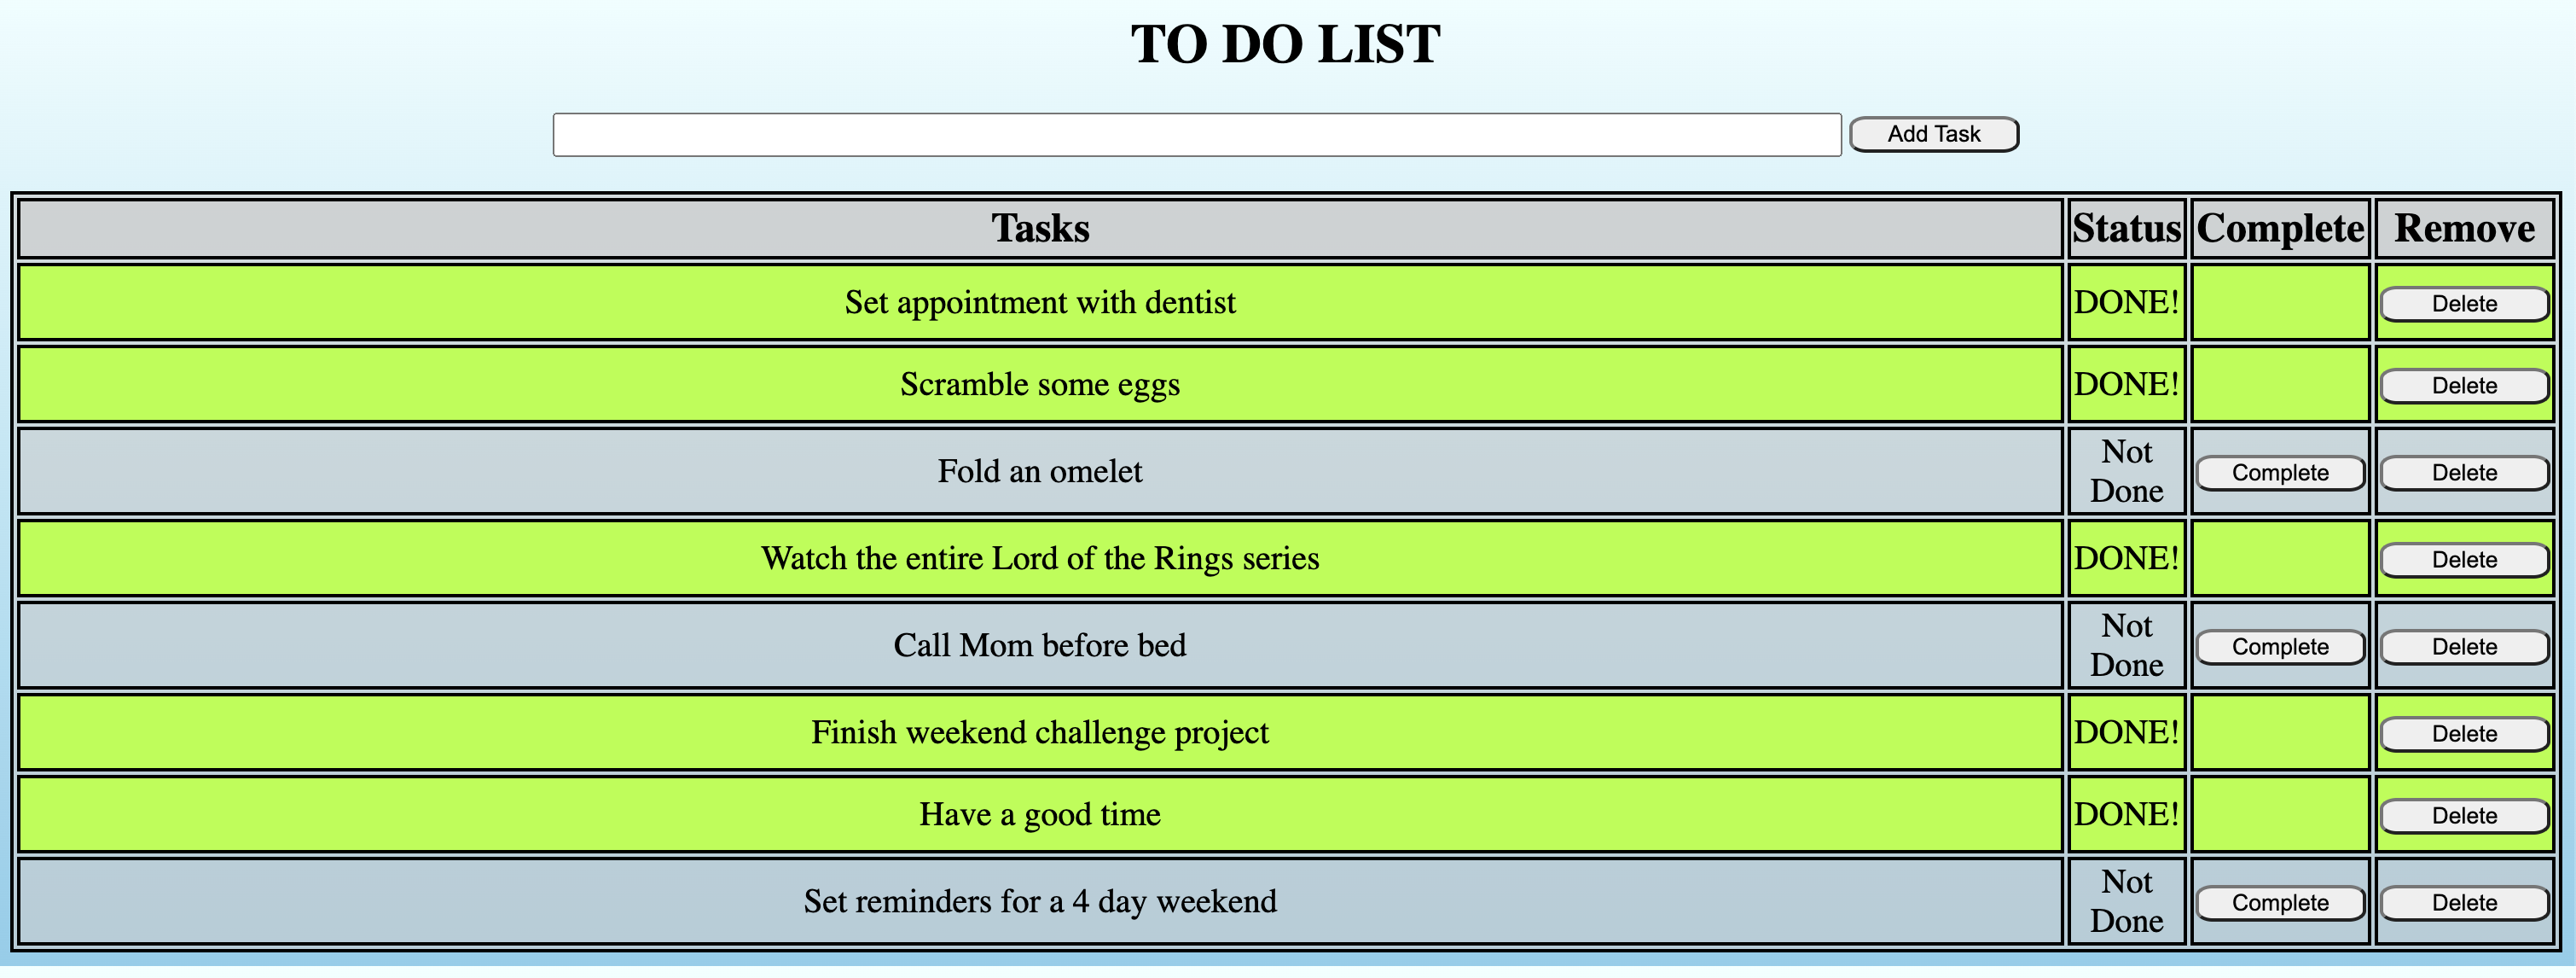 TO DO LIST
Add Task
Tasks Status Complete Remove
Set appointment with dentist DONE! Delete
Scramble some eggs DONE! Delete
Fold an omelet Not Done Complete Delete
Watch the entire Lord of the Rings series DONE! Delete
Call Mom before bed Not Done Complete Delete
Finish weekend challenge project DONE! Delete
Have a good time DONE! Delete
Set reminders for a 4 day weekend Not Done Complete Delete